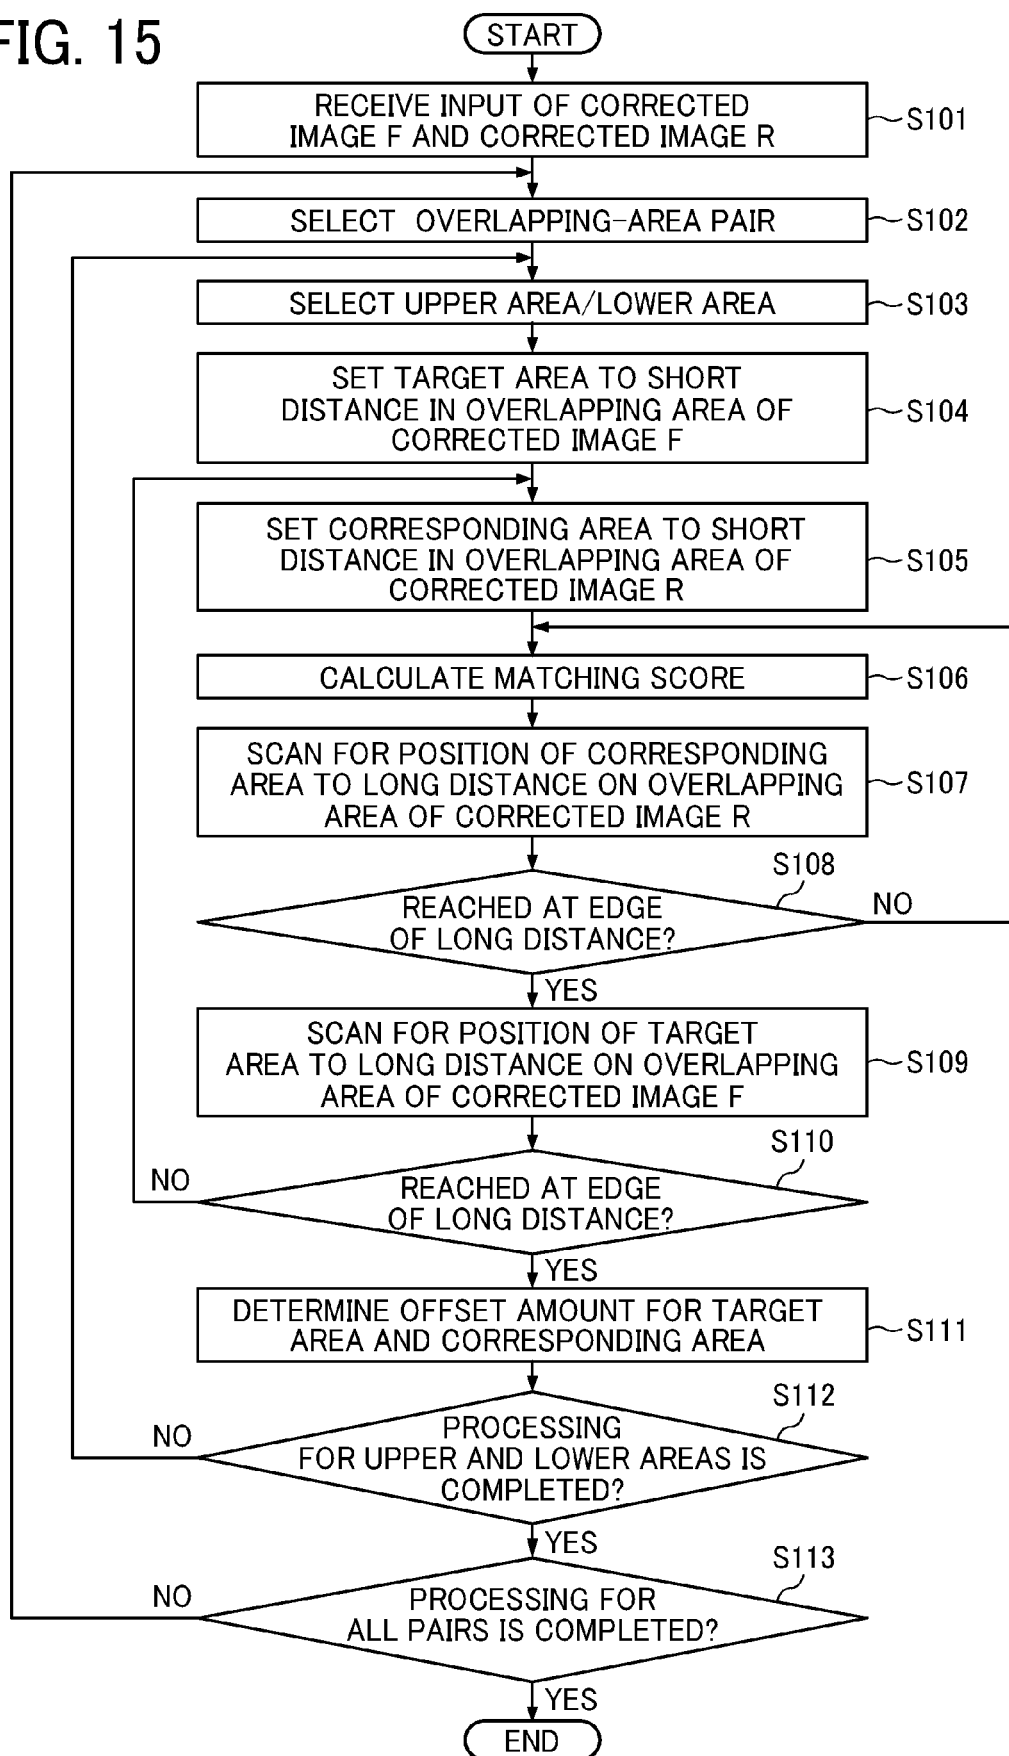 FIG. 15
START
RECEIVE INPUT OF CORRECTED
IMAGE F AND CORRECTED IMAGE R
S101
SELECT OVERLAPPING-AREA PAIR
S102
SELECT UPPER AREA/LOWER AREA
S103
SET TARGET AREA TO SHORT
DISTANCE IN OVERLAPPING AREA OF
CORRECTED IMAGE F
S104
SET CORRESPONDING AREA TO SHORT
DISTANCE IN OVERLAPPING AREA OF
CORRECTED IMAGE R
S105
CALCULATE MATCHING SCORE
S106
SCAN FOR POSITION OF CORRESPONDING
AREA TO LONG DISTANCE ON OVERLAPPING
AREA OF CORRECTED IMAGE R
S107
S108
REACHED AT EDGE
OF LONG DISTANCE?
NO
YES
SCAN FOR POSITION OF TARGET
AREA TO LONG DISTANCE ON OVERLAPPING
AREA OF CORRECTED IMAGE F
S109
S110
NO
REACHED AT EDGE
OF LONG DISTANCE?
YES
DETERMINE OFFSET AMOUNT FOR TARGET
AREA AND CORRESPONDING AREA
S111
S112
NO
PROCESSING
FOR UPPER AND LOWER AREAS IS
COMPLETED?
YES
S113
NO
PROCESSING FOR
ALL PAIRS IS COMPLETED?
YES
END